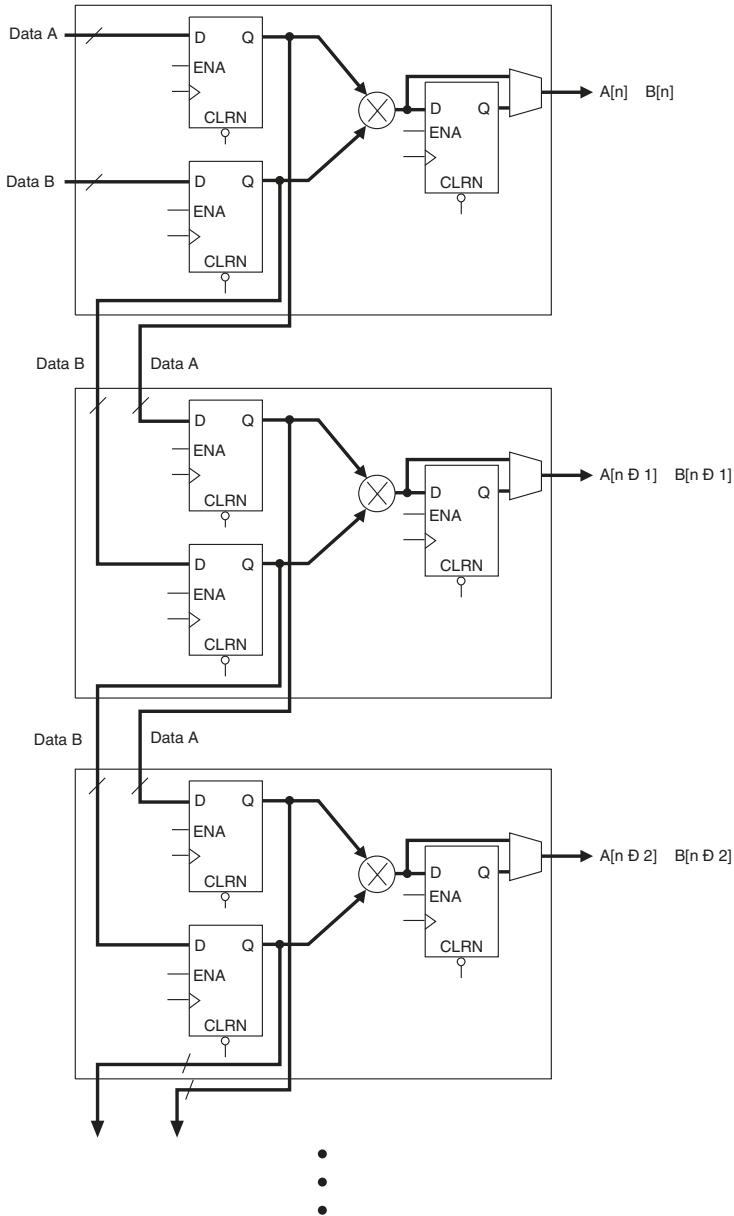 Data A
D Q
ENA
CLRN
D Q
ENA
CLRN
A[n] B[n]
Data B
D Q
ENA
CLRN
Data B
Data A
D Q
ENA
CLRN
D Q
ENA
CLRN
A[n Ð 1] B[n Ð 1]
D Q
ENA
CLRN
Data B
Data A
D Q
ENA
CLRN
D Q
ENA
CLRN
A[n Ð 2] B[n Ð 2]
D Q
ENA
CLRN